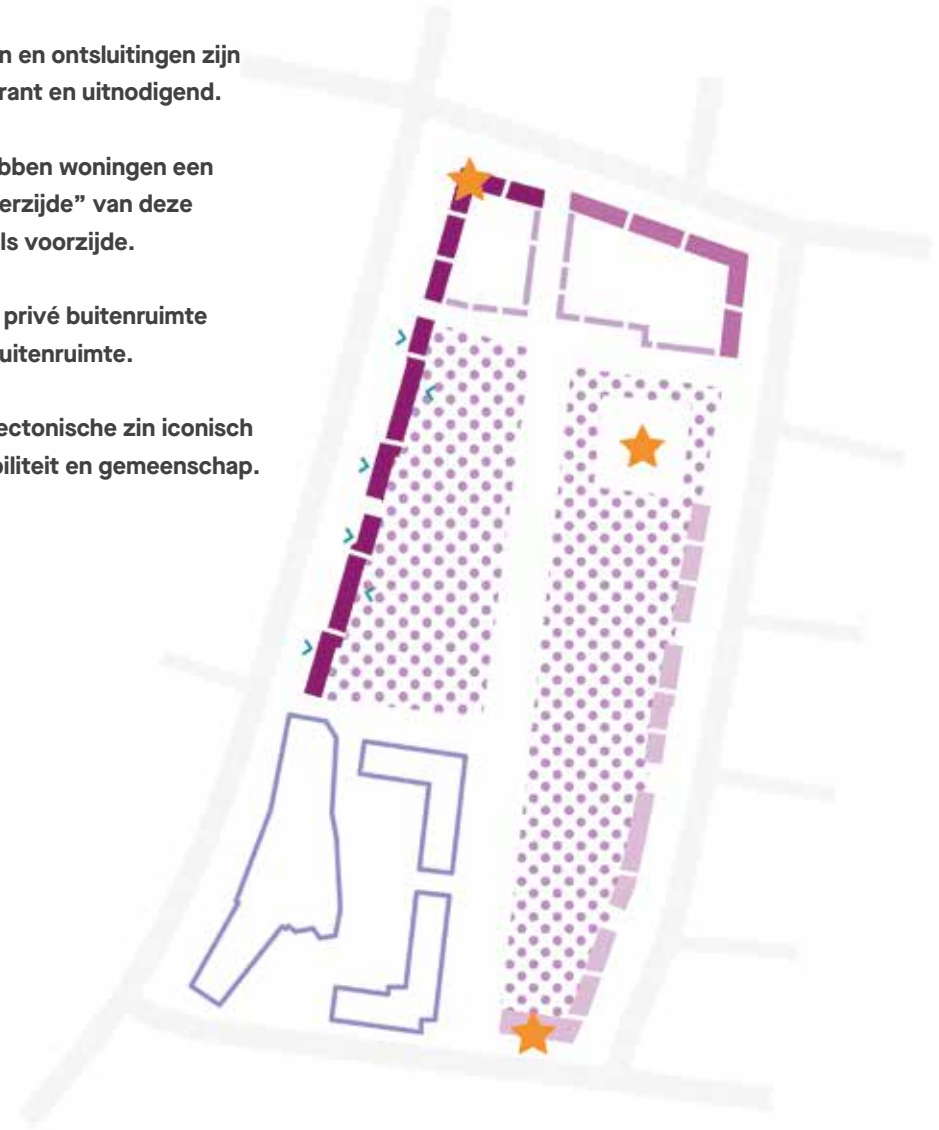 n en ontsluitingen zijn
rant en uitnodigend.
bben woningen een
erzijde” van deze
ls voorzijde.
privé buitenruimte
uitenruimte.
ectonische zin iconisch
biliteit en gemeenschap.